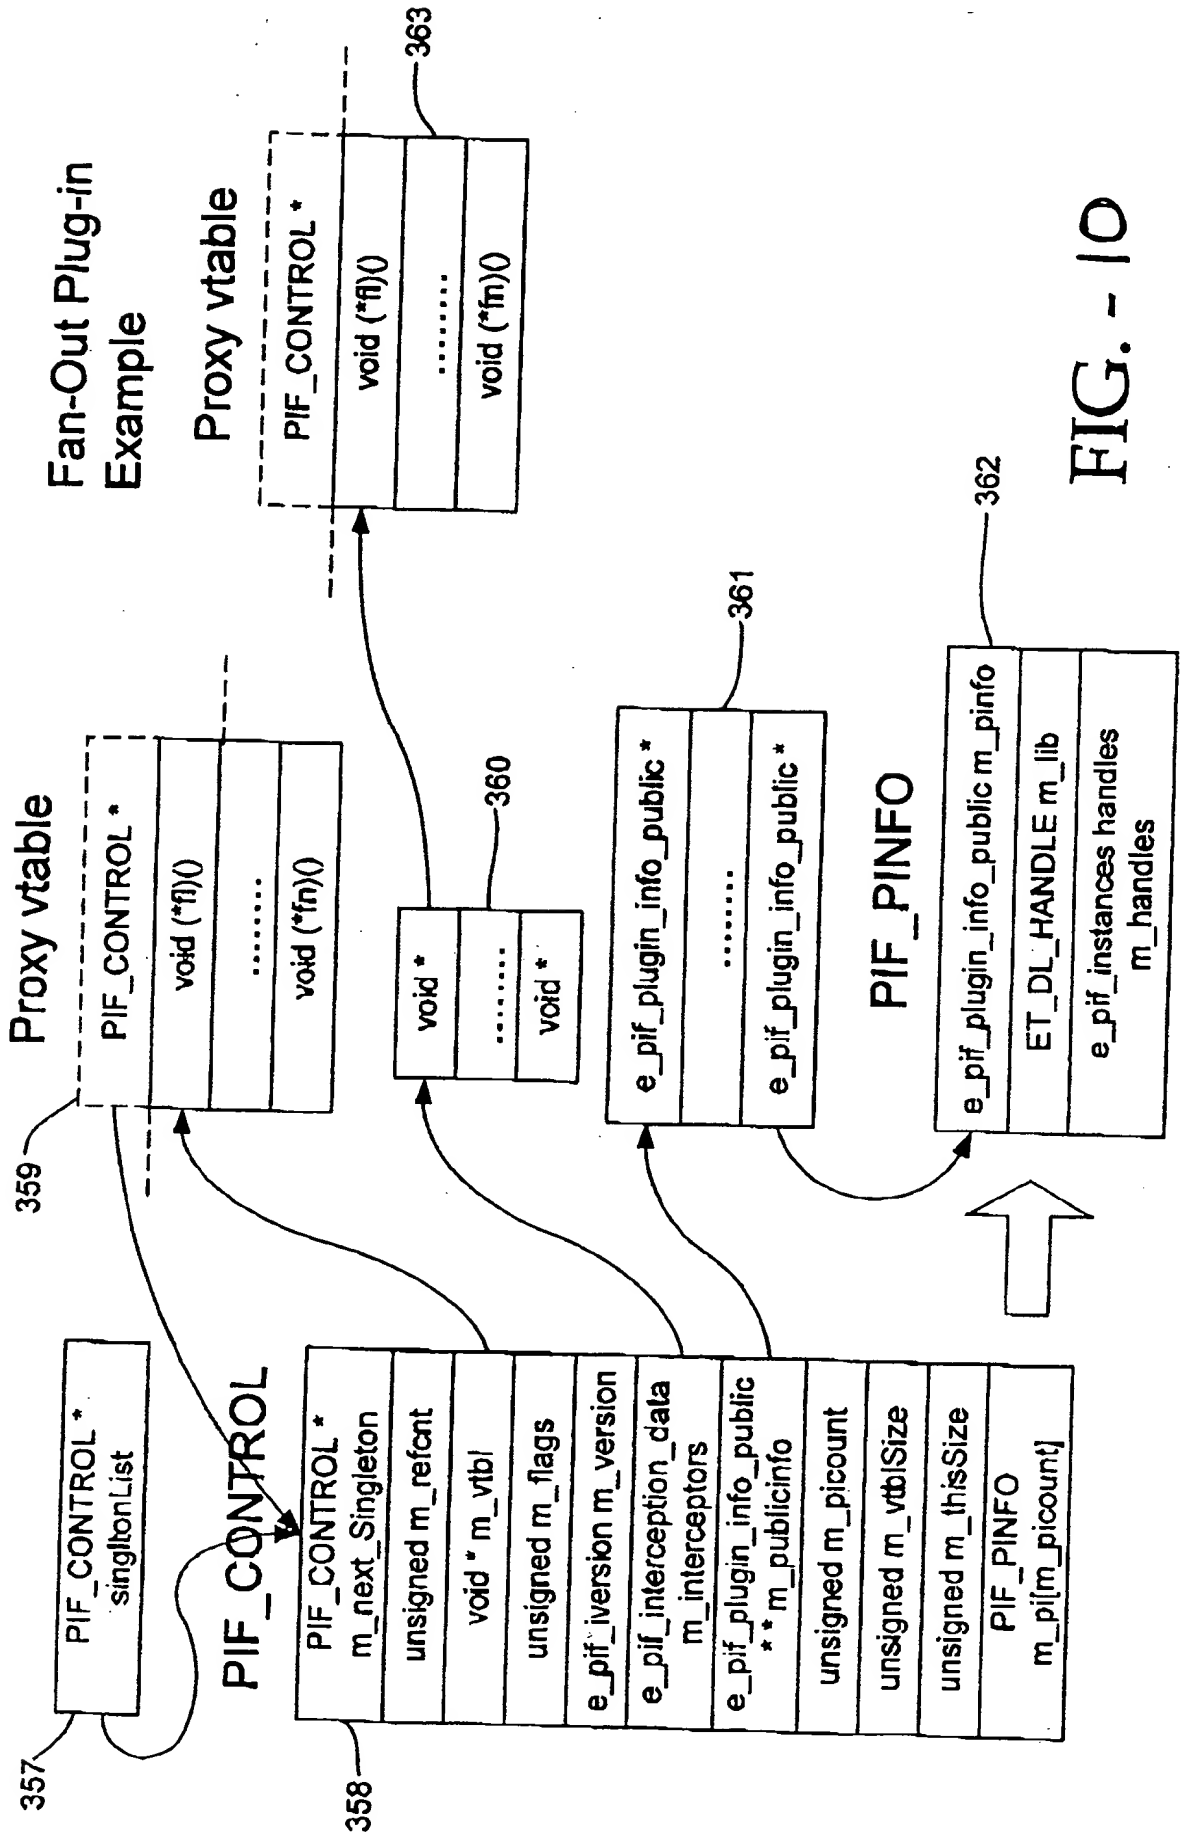 Fan-Out Plug-in
Example
357
PIF_CONTROL *
singltonList
PIF_CONTROL
358
PIF_CONTROL *
m_next_Singleton
unsigned m_refcnt
void * m_vtbl
unsigned m_flags
e_pif_iversion m_version
e_pif_interception_data
m_interceptors
e_pif_plugin_info_public
* * m_publicinfo
unsigned m_picount
unsigned m_vtblSize
unsigned m_thisSize
PIF_PINFO
m_pi[m_picount]
Proxy vtable
359
PIF_CONTROL *
void (*fl)()
........
void (*fn)()
void *
........
void *
360
e_pif_plugin_info_public *
........
e_pif_plugin_info_public *
361
PIF_PINFO
e_pif_plugin_info_public m_pinfo
ET_DL_HANDLE m_lib
e_pif_instances handles
m_handles
362
Proxy vtable
PIF_CONTROL *
void (*fl)()
........
void (*fn)()
363
FIG. - 10